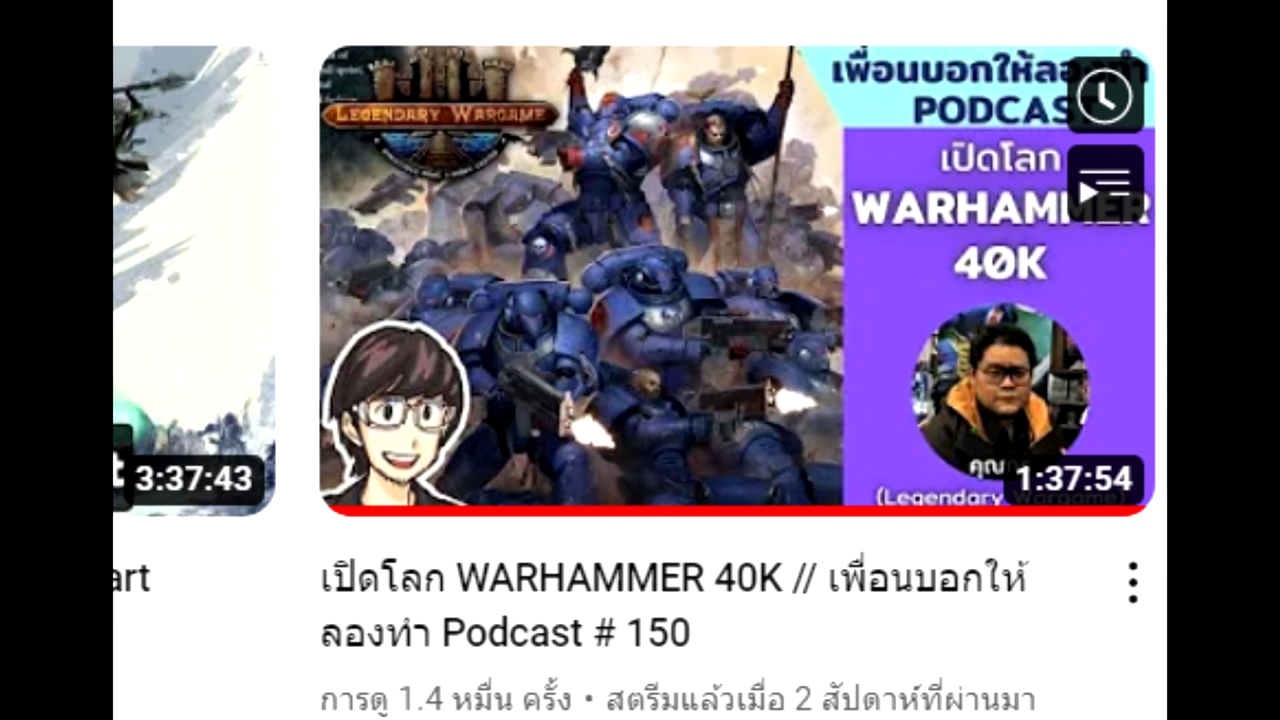 LEGENDARY WARGAME
เพื่อนบอกให้ลองทำ
PODCAST
เปิดโลก
WARHAMMER
40K
คุณ
(Legendary Wargame)
t 3:37:43
1:37:54
art
เปิดโลก WARHAMMER 40K // เพื่อนบอกให้
ลองทำ Podcast # 150
การดู 1.4 หมื่น ครั้ง • สตรีมแล้วเมื่อ 2 สัปดาห์ที่ผ่านมา